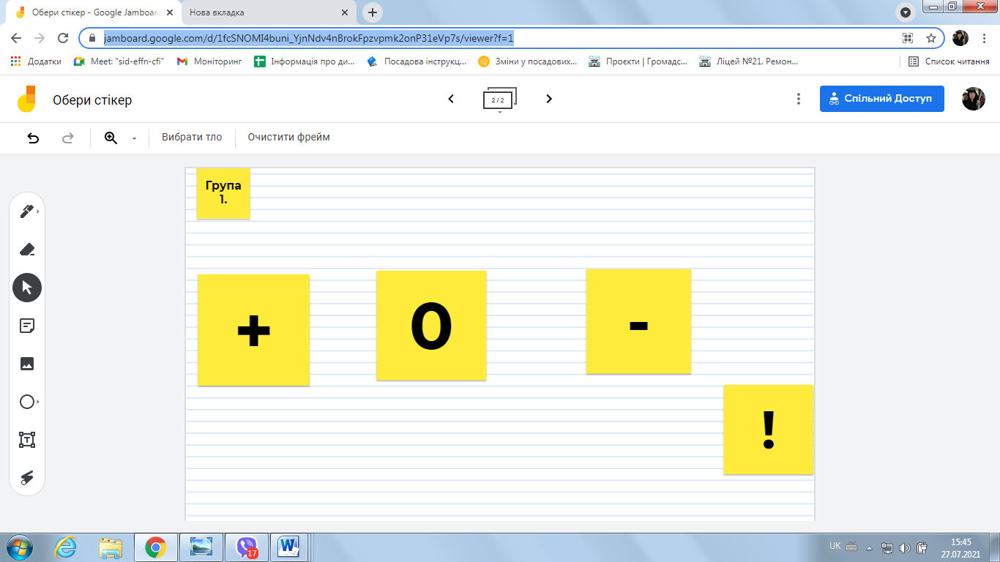 Обери стікер - Google Jamboard
Нова вкладка
jamboard.google.com/d/1fcSNOMI4buni_YjnNdv4nBrokFpzvpmk2onP31eVp7s/viewer?f=1
Додатки
Meet: "sid-effn-cfi"
Моніторинг
Інформація про ди...
Посадова інструкц...
Зміни у посадових...
Проєкти | Громадс...
Ліцей №21. Ремон...
Список читання
Обери стікер
2 / 2
Спільний Доступ
Вибрати тло
Очистити фрейм
Група
1.
+
0
-
!
T
17
W
UK
15:45
27.07.2021